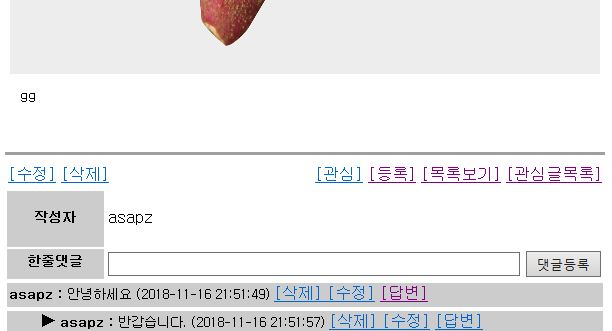 gg
[수정] [삭제] [관심] [등록] [목록보기] [관심글목록]
작성자 asapz
한줄댓글 댓글등록
asapz : 안녕하세요 (2018-11-16 21:51:49) [삭제] [수정] [답변]
▶ asapz : 반갑습니다. (2018-11-16 21:51:57) [삭제] [수정] [답변]